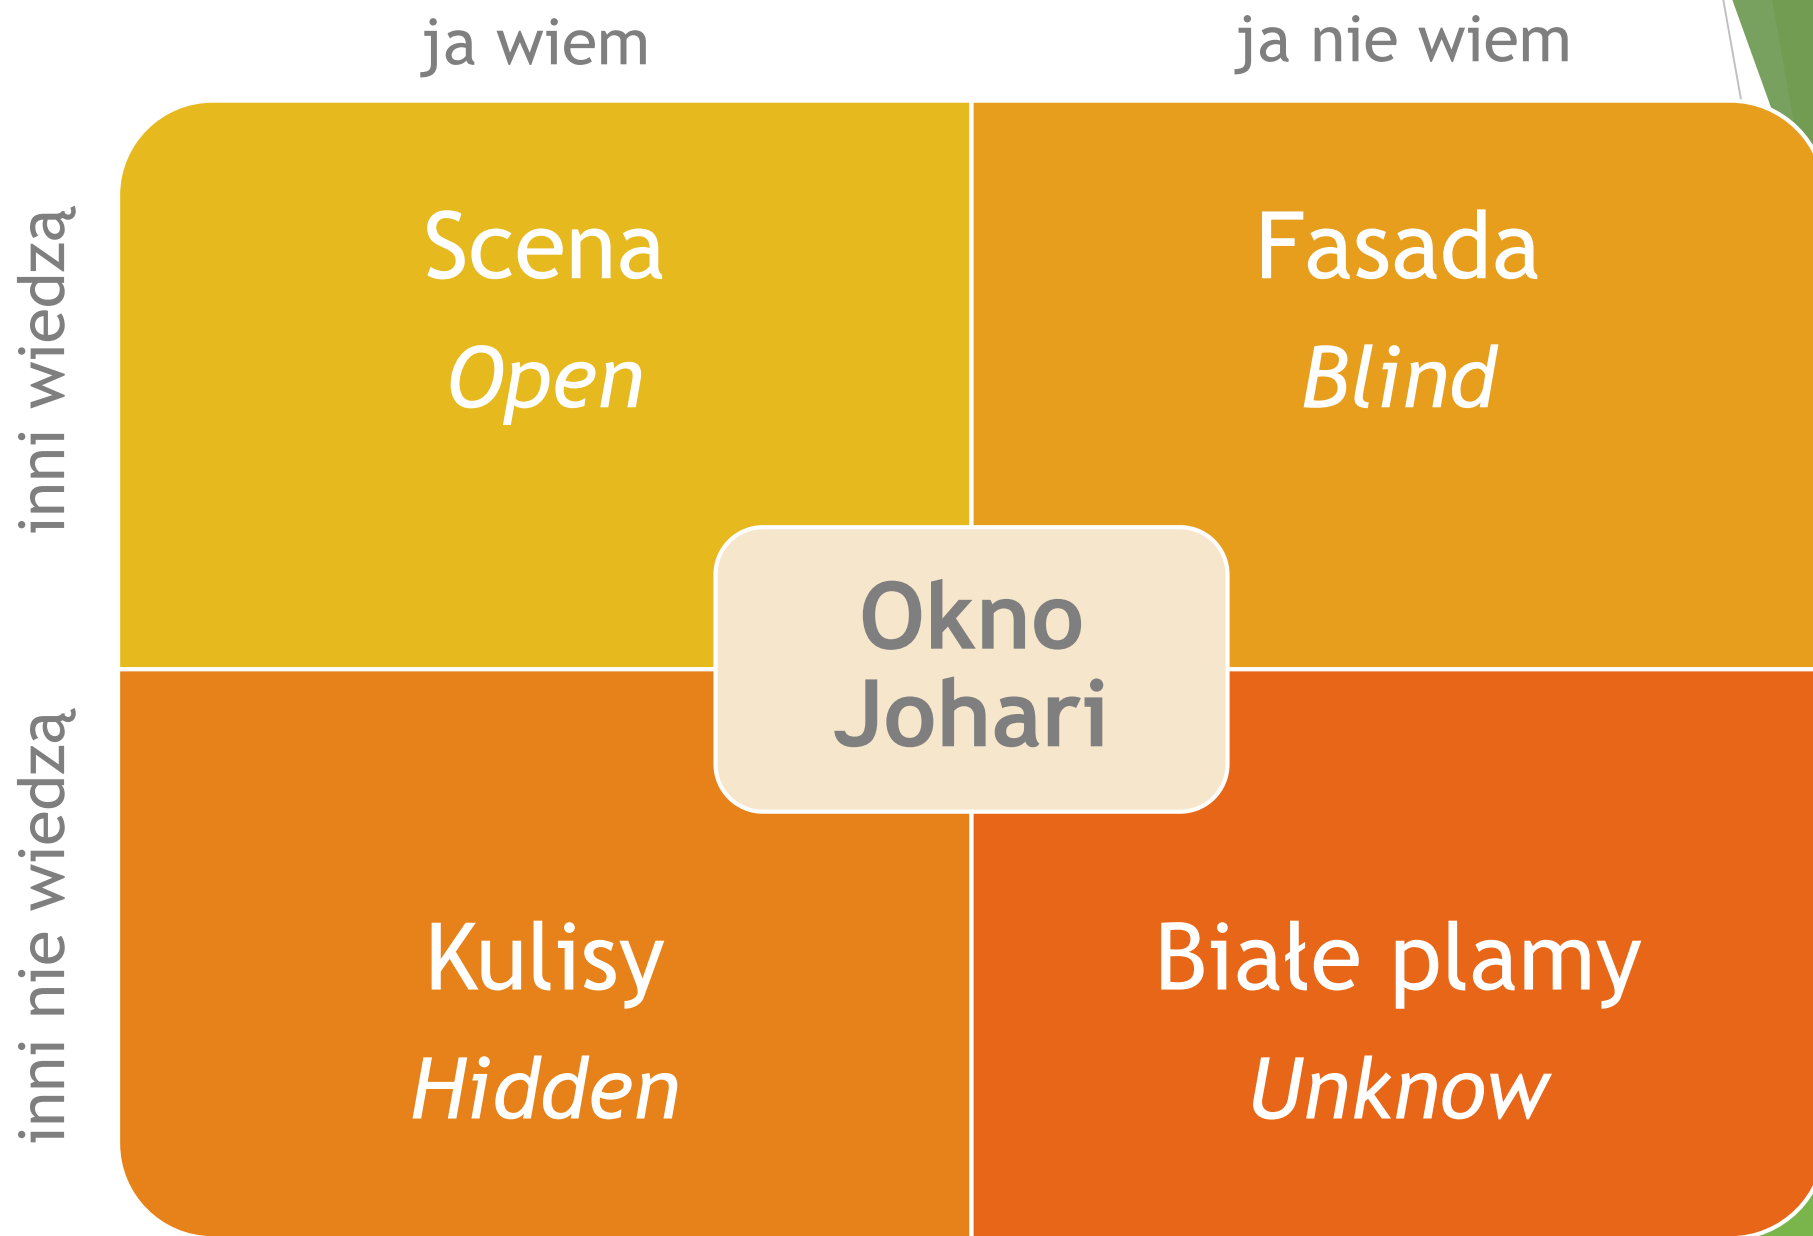 ja wiem
ja nie wiem
inni wiedzą
Scena
Open
Fasada
Blind
Okno
Johari
inni nie wiedzą
Kulisy
Hidden
Białe plamy
Unknow